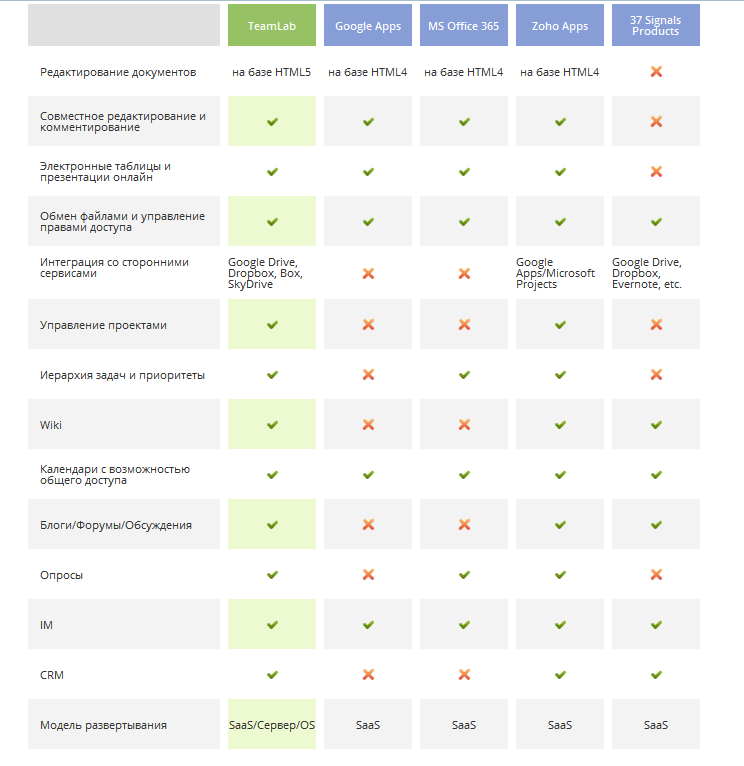 TeamLab
Google Apps
MS Office 365
Zoho Apps
37 Signals
Products
Редактирование документов
на базе HTML5
на базе HTML4
на базе HTML4
на базе HTML4
Совместное редактирование и
комментирование
Электронные таблицы и
презентации онлайн
Обмен файлами и управление
правами доступа
Интеграция со сторонними
сервисами
Google Drive,
Dropbox, Box,
SkyDrive
Google
Apps/Microsoft
Projects
Google Drive,
Dropbox,
Evernote, etc.
Управление проектами
Иерархия задач и приоритеты
Wiki
Календари с возможностью
общего доступа
Блоги/Форумы/Обсуждения
Опросы
IM
CRM
Модель развертывания
SaaS/Сервер/OS
SaaS
SaaS
SaaS
SaaS